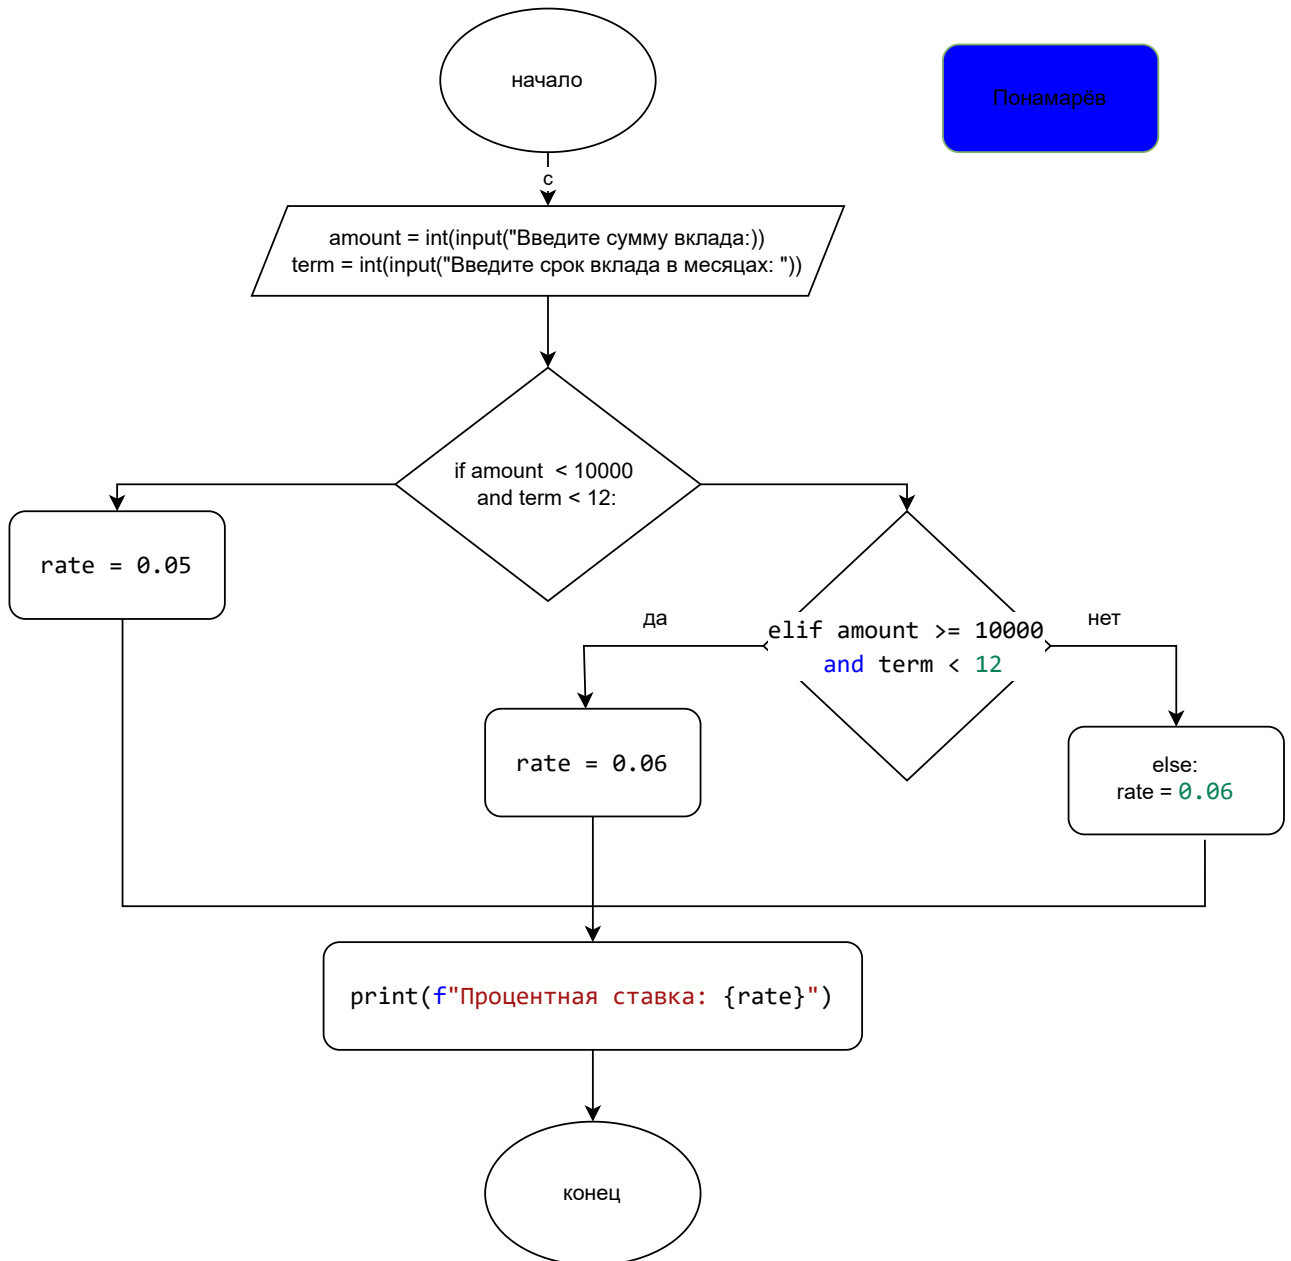 начало
Понамарёв
с
amount = int(input("Введите сумму вклада:))
term = int(input("Введите срок вклада в месяцах: "))
if amount  < 10000
and term < 12:
rate = 0.05
да
elif amount >= 10000
and term < 12
нет
rate = 0.06
else:
rate = 0.06
print(f"Процентная ставка: {rate}")
конец